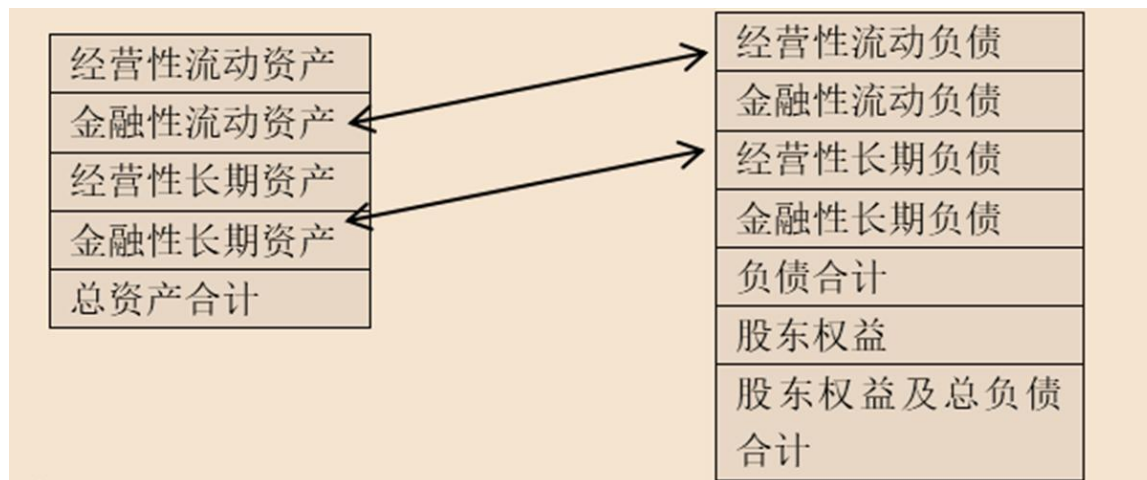 经营性流动资产
金融性流动资产
经营性长期资产
金融性长期资产
总资产合计
经营性流动负债
金融性流动负债
经营性长期负债
金融性长期负债
负债合计
股东权益
股东权益及总负债
合计